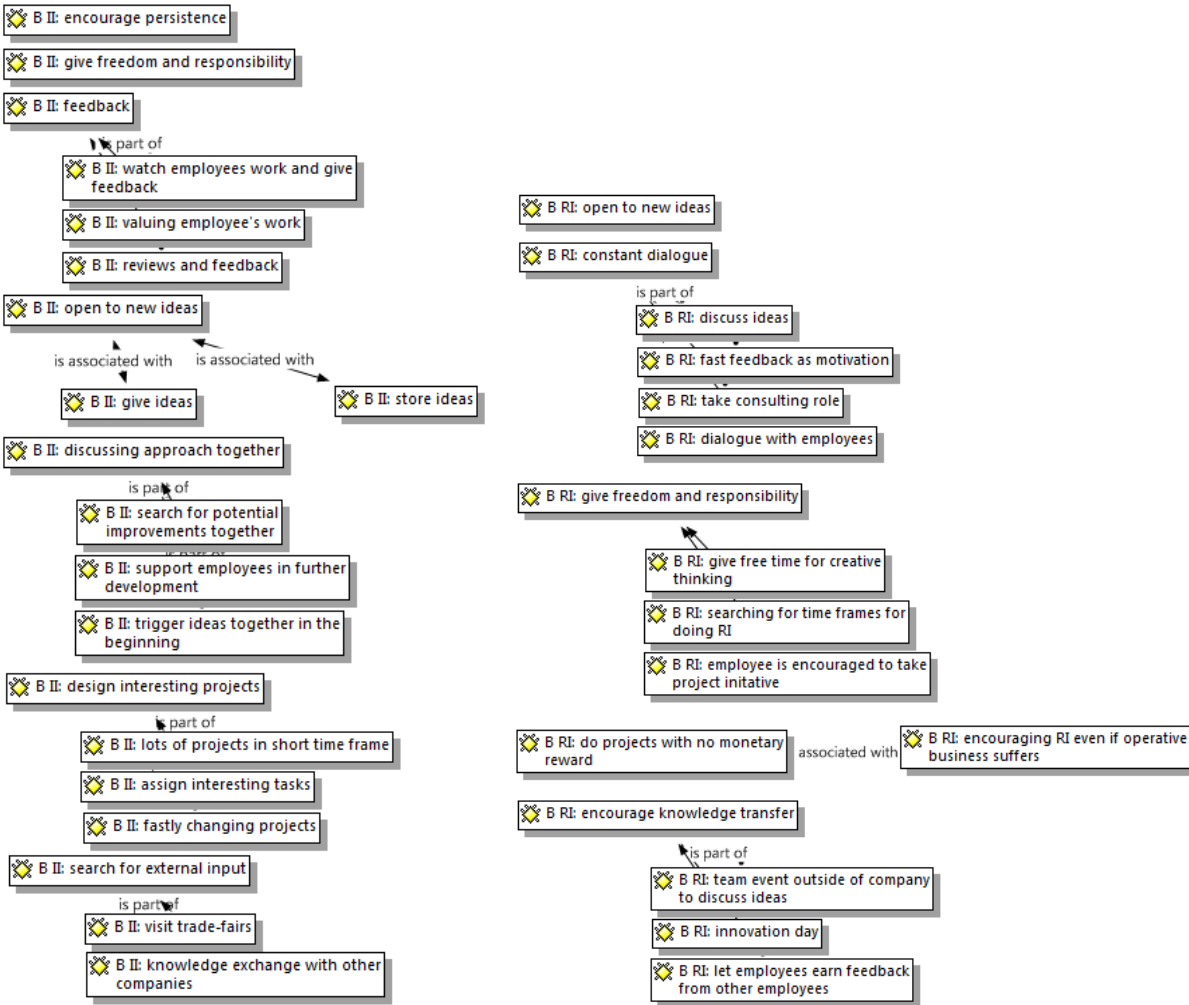 B II: encourage persistence
B II: give freedom and responsibility
B II: feedback
is part of
B II: watch employees work and give
feedback
B II: valuing employee's work
B II: reviews and feedback
B II: open to new ideas
is associated with
is associated with
B II: give ideas
B II: store ideas
B II: discussing approach together
is part of
B II: search for potential
improvements together
is part of
B II: support employees in further
development
B II: trigger ideas together in the
beginning
B II: design interesting projects
is part of
B II: lots of projects in short time frame
B II: assign interesting tasks
B II: fastly changing projects
B II: search for external input
is part of
B II: visit trade-fairs
B II: knowledge exchange with other
companies
B RI: open to new ideas
B RI: constant dialogue
is part of
B RI: discuss ideas
B RI: fast feedback as motivation
B RI: take consulting role
B RI: dialogue with employees
B RI: give freedom and responsibility
B RI: give free time for creative
thinking
B RI: searching for time frames for
doing RI
B RI: employee is encouraged to take
project initative
B RI: do projects with no monetary
reward
associated with
B RI: encouraging RI even if operative
business suffers
B RI: encourage knowledge transfer
is part of
B RI: team event outside of company
to discuss ideas
B RI: innovation day
B RI: let employees earn feedback
from other employees